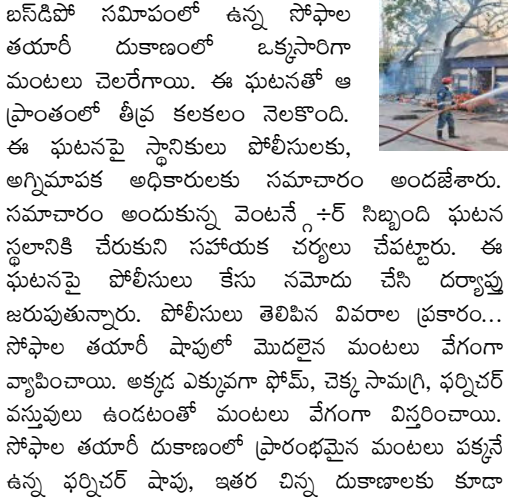 బస్‌డిపో సమీపంలో ఉన్న సోఫాల
తయారీ దుకాణంలో ఒక్కసారిగా
మంటలు చెలరేగాయి. ఈ ఘటనతో ఆ
ప్రాంతంలో తీవ్ర కలకలం నెలకొంది.
ఈ ఘటనపై స్థానికులు పోలీసులకు,
అగ్నిమాపక అధికారులకు సమాచారం అందజేశారు.
సమాచారం అందుకున్న వెంటనే ్గ÷ర్ సిబ్బంది ఘటన
స్థలానికి చేరుకుని సహాయక చర్యలు చేపట్టారు. ఈ
ఘటనపై పోలీసులు కేసు నమోదు చేసి దర్యాప్తు
జరుపుతున్నారు. పోలీసులు తెలిపిన వివరాల ప్రకారం...
సోఫాల తయారీ షాపులో మొదలైన మంటలు వేగంగా
వ్యాపించాయి. అక్కడ ఎక్కువగా ఫోమ్, చెక్క సామగ్రి, ఫర్నిచర్
వస్తువులు ఉండటంతో మంటలు వేగంగా విస్తరించాయి.
సోఫాల తయారీ దుకాణంలో ప్రారంభమైన మంటలు పక్కనే
ఉన్న ఫర్నిచర్ షాపు, ఇతర చిన్న దుకాణాలకు కూడా